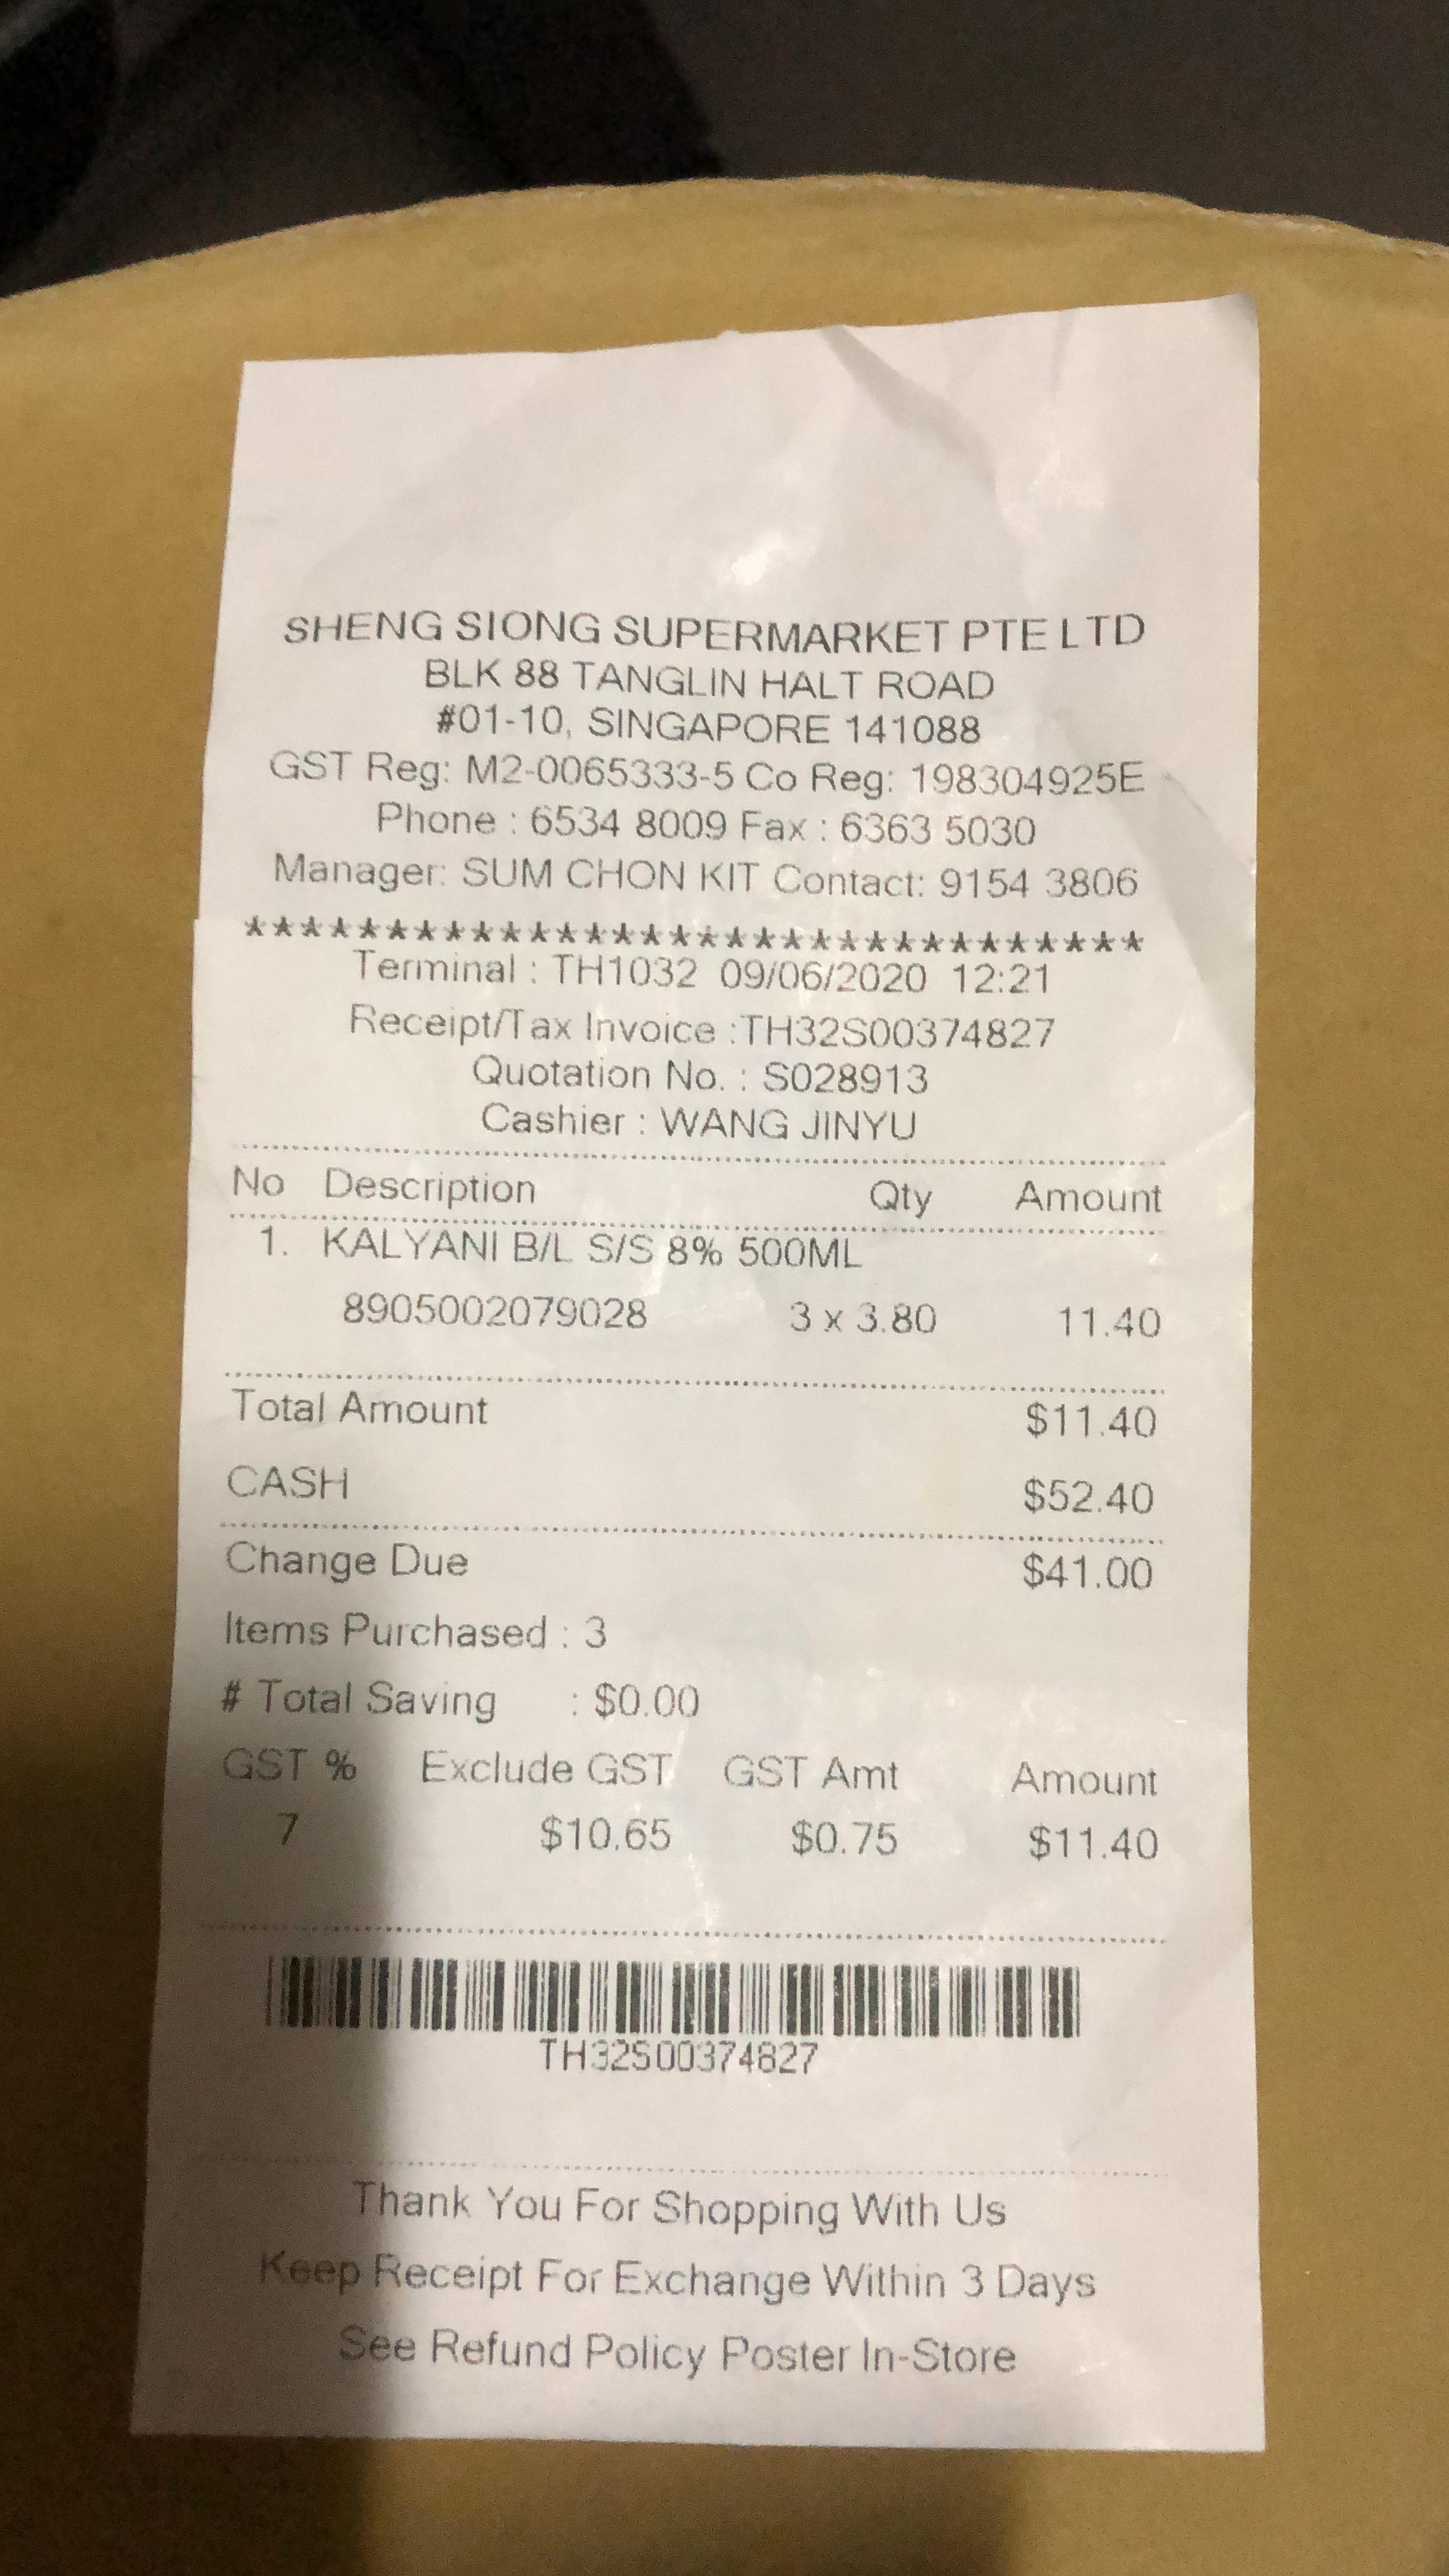 SHENG SIONG SUPERMARKET PTE LTD
BLK 88 TANGLIN HALT ROAD
#01-10, SINGAPORE 141088
GST Reg: M2-0065333-5 Co Reg: 198304925E
Phone : 6534 8009 Fax : 6363 5030
Manager: SUM CHON KIT Contact: 9154 3806
********************************
Terminal : TH1032 09/06/2020 12:21
Receipt/Tax Invoice :TH32S00374827
Quotation No. : S028913
Cashier : WANG JINYU
No Description Qty Amount
1. KALYANI B/L S/S 8% 500ML
8905002079028 3 x 3.80 11.40
Total Amount $11.40
CASH $52.40
Change Due $41.00
Items Purchased : 3
# Total Saving : $0.00
GST % Exclude GST GST Amt Amount
7 $10.65 $0.75 $11.40
TH32S00374827
Thank You For Shopping With Us
Keep Receipt For Exchange Within 3 Days
See Refund Policy Poster In-Store